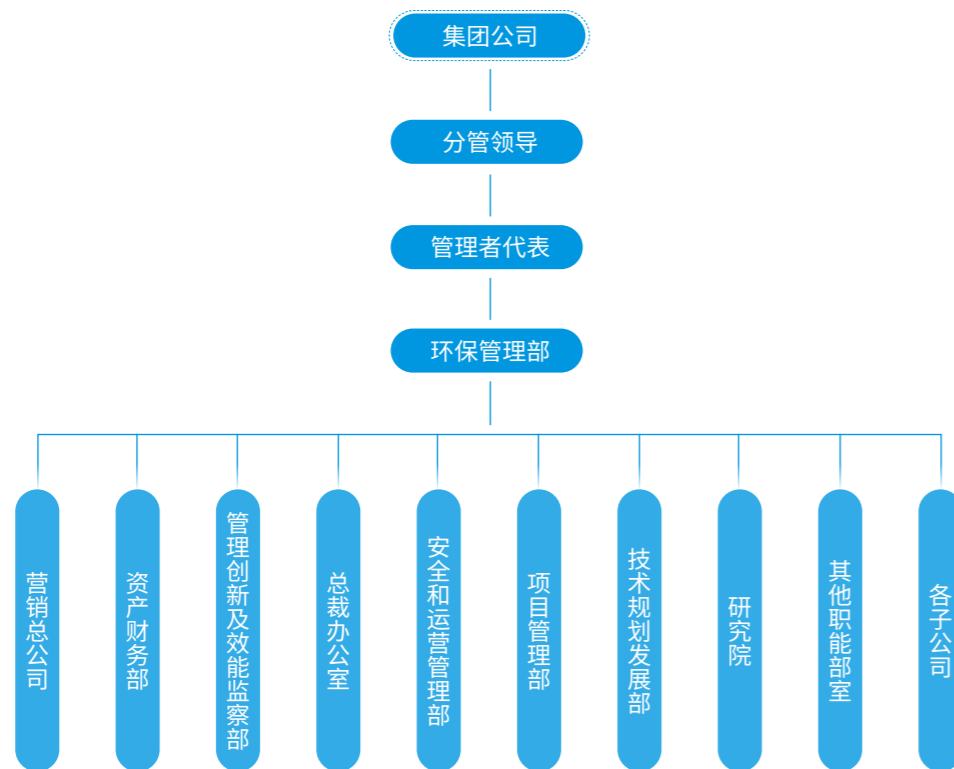 集团公司
分管领导
管理者代表
环保管理部
营销总公司
资产财务部
管理创新及效能监察部
总裁办公室
安全和运营管理部
项目管理部
技术规划发展部
研究院
其他职能部室
各子公司